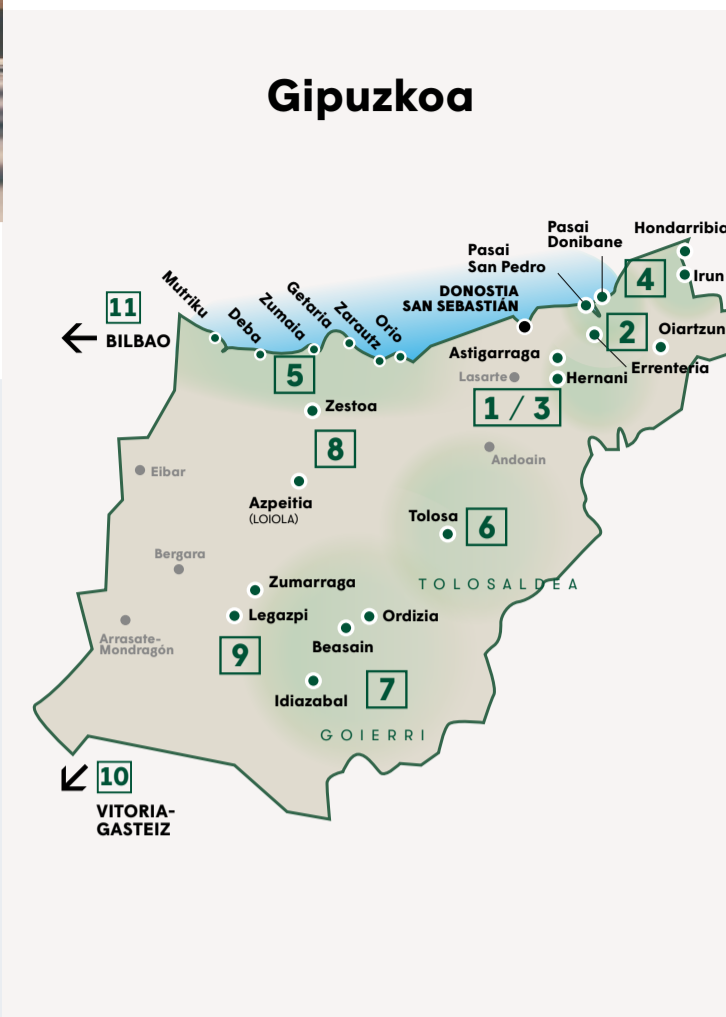 Gipuzkoa
Pasai
Donibane
Hondarribia
Pasai
San Pedro
4
Irun
DONOSTIA
SAN SEBASTIÁN
11
BILBAO
Mutriku
Deba
Zumaia
Getaria
Zarautz
Orio
2
Oiartzun
Astigarraga
Errenteria
Lasarte
Hernani
5
1 / 3
Zestoa
8
Andoain
Eibar
Azpeitia
(LOIOLA)
Tolosa
6
Bergara
TOLOSALDEA
Zumarraga
Legazpi
Ordizia
Arrasate-
Mondragón
Beasain
9
7
Idiazabal
GOIERRI
10
VITORIA-
GASTEIZ